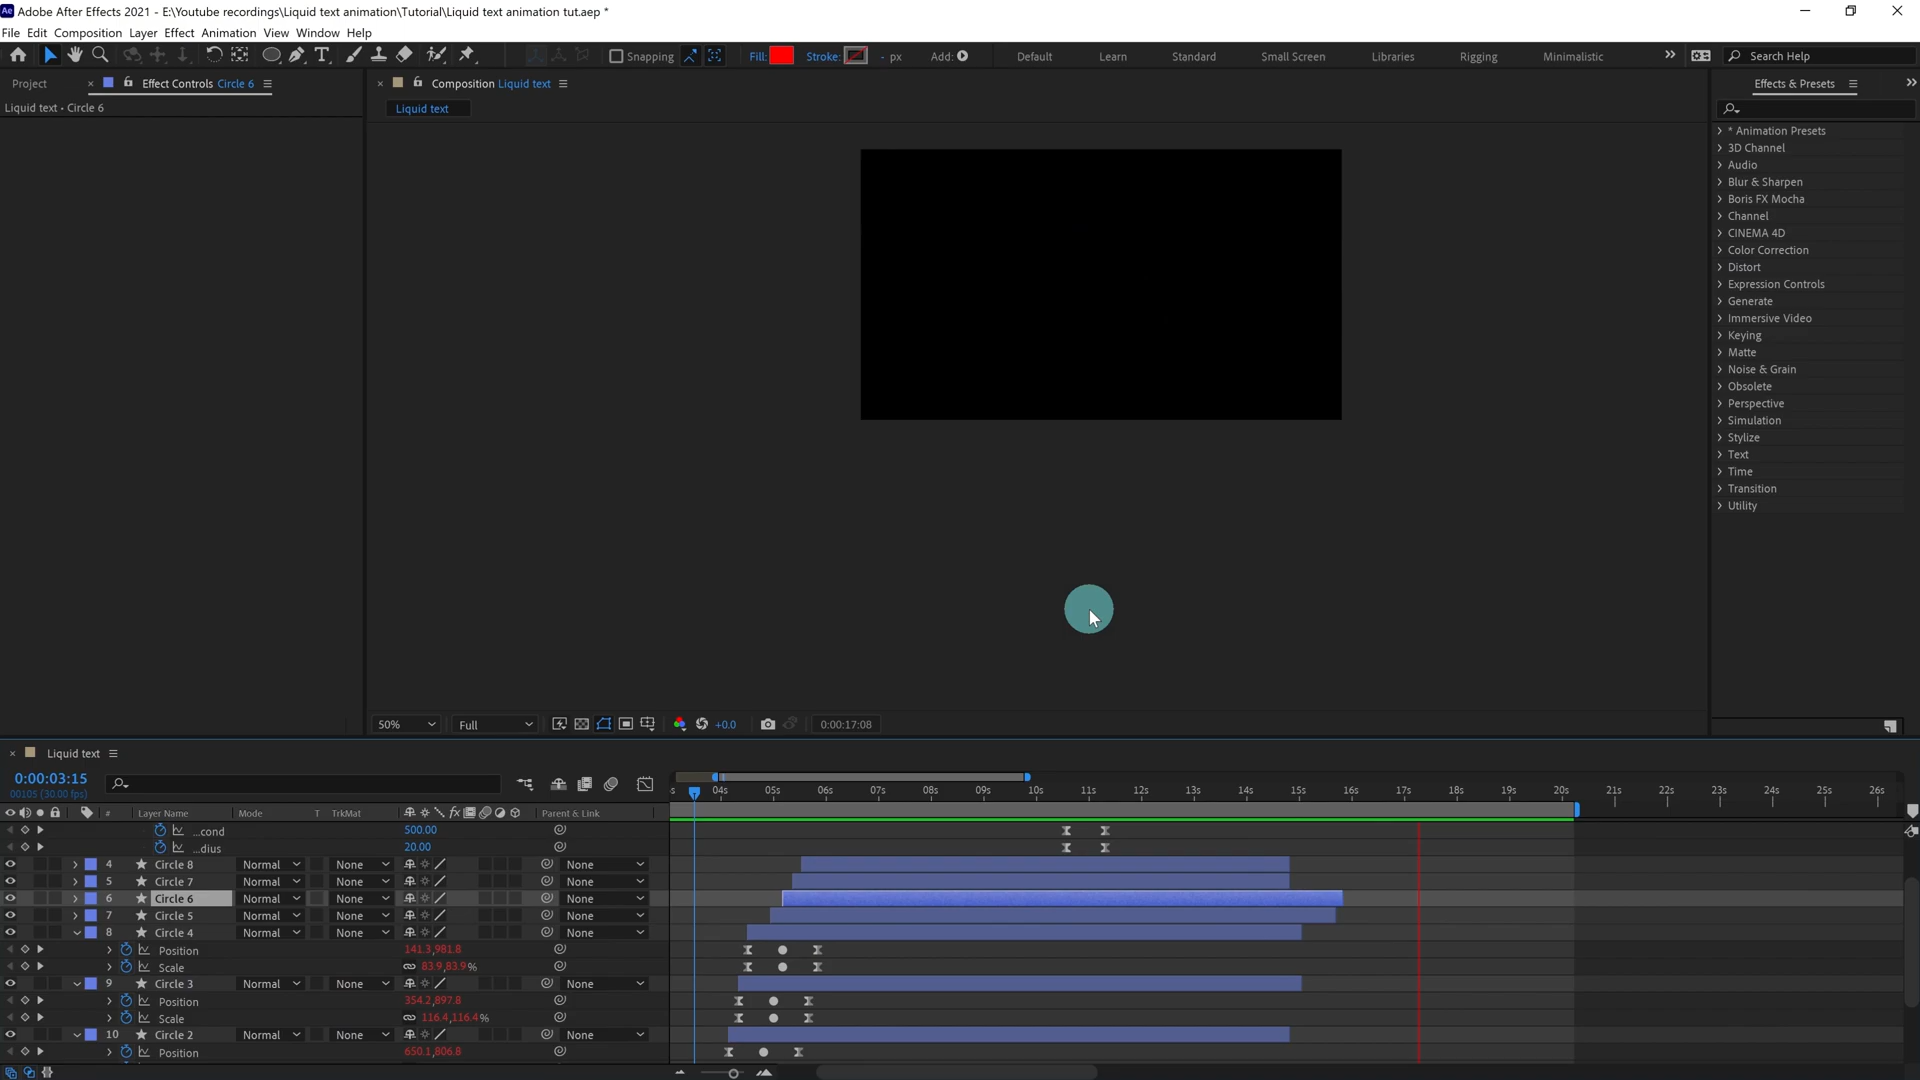 Adobe After Effects 2021 - E:\Youtube recordings\Liquid text animation\Tutorial\Liquid text animation tut.aep *
File Edit Composition Layer Effect Animation View Window Help
Snapping Fill: Stroke: - px Add: Default Learn Standard Small Screen Libraries Rigging Minimalistic Search Help
Project Effect Controls Circle 6 Composition Liquid text Effects & Presets
Liquid text • Circle 6
Liquid text
* Animation Presets
3D Channel
Audio
Blur & Sharpen
Boris FX Mocha
Channel
CINEMA 4D
Color Correction
Distort
Expression Controls
Generate
Immersive Video
Keying
Matte
Noise & Grain
Obsolete
Perspective
Simulation
Stylize
Text
Time
Transition
Utility
50% Full +0.0 0:00:17:08
Liquid text
0:00:03:15
00105 (30.00 fps)
s 04s 05s 06s 07s 08s 09s 10s 11s 12s 13s 14s 15s 16s 17s 18s 19s 20s 21s 22s 23s 24s 25s 26s
# Layer Name Mode T TrkMat fx Parent & Link
...cond 500.00
...dius 20.00
4 Circle 8 Normal None None
5 Circle 7 Normal None None
6 Circle 6 Normal None None
7 Circle 5 Normal None None
8 Circle 4 Normal None None
Position 141.3,981.8
Scale 83.9,83.9%
9 Circle 3 Normal None None
Position 354.2,897.8
Scale 116.4,116.4%
10 Circle 2 Normal None None
Position 650.1,806.8